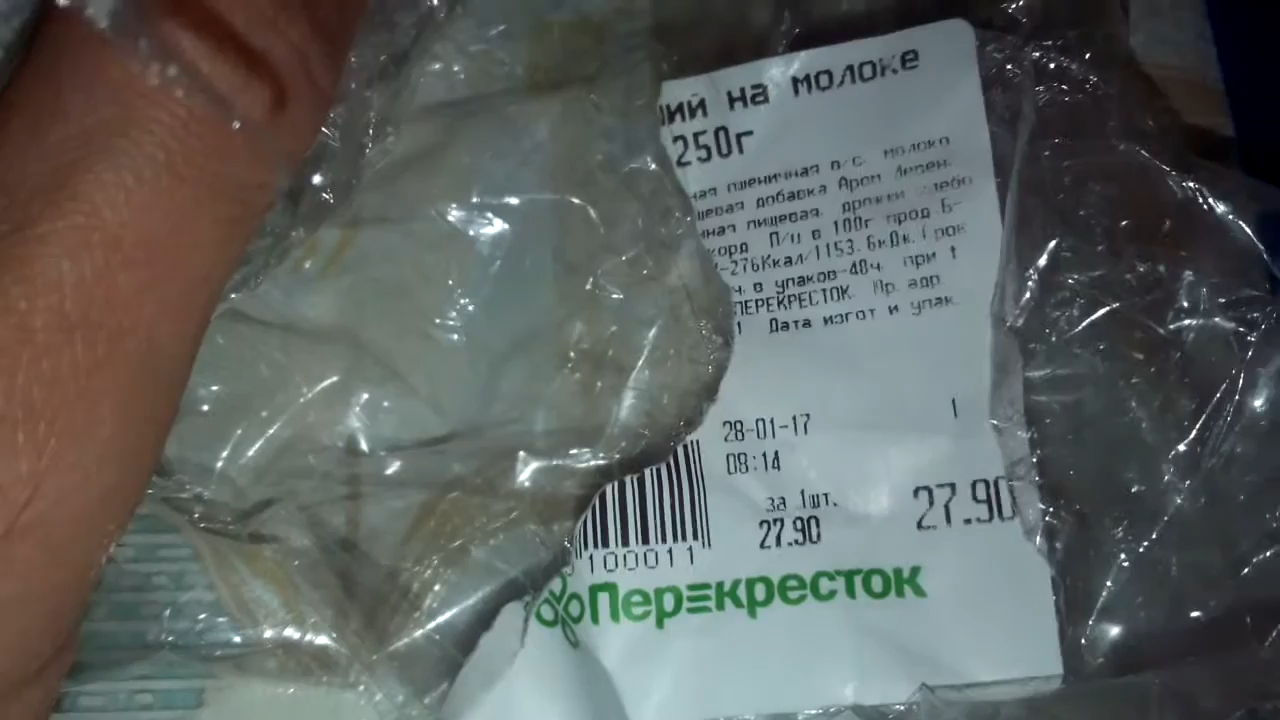 ий на молоке
250г
ная пшеничная в/с. молоко
щевая добавка Аром
ная пищевая. дрожжи
корд П/ц в 100г прод Б-
-276Ккал/1153.6кДж. Срок
ч. в упаков-48ч. при t
ПЕРЕКРЕСТОК. Юр. адр
1 Дата изгот и упак
28-01-17 1
08:14
за 1шт.
27.90 27.90
100011
Перекресток